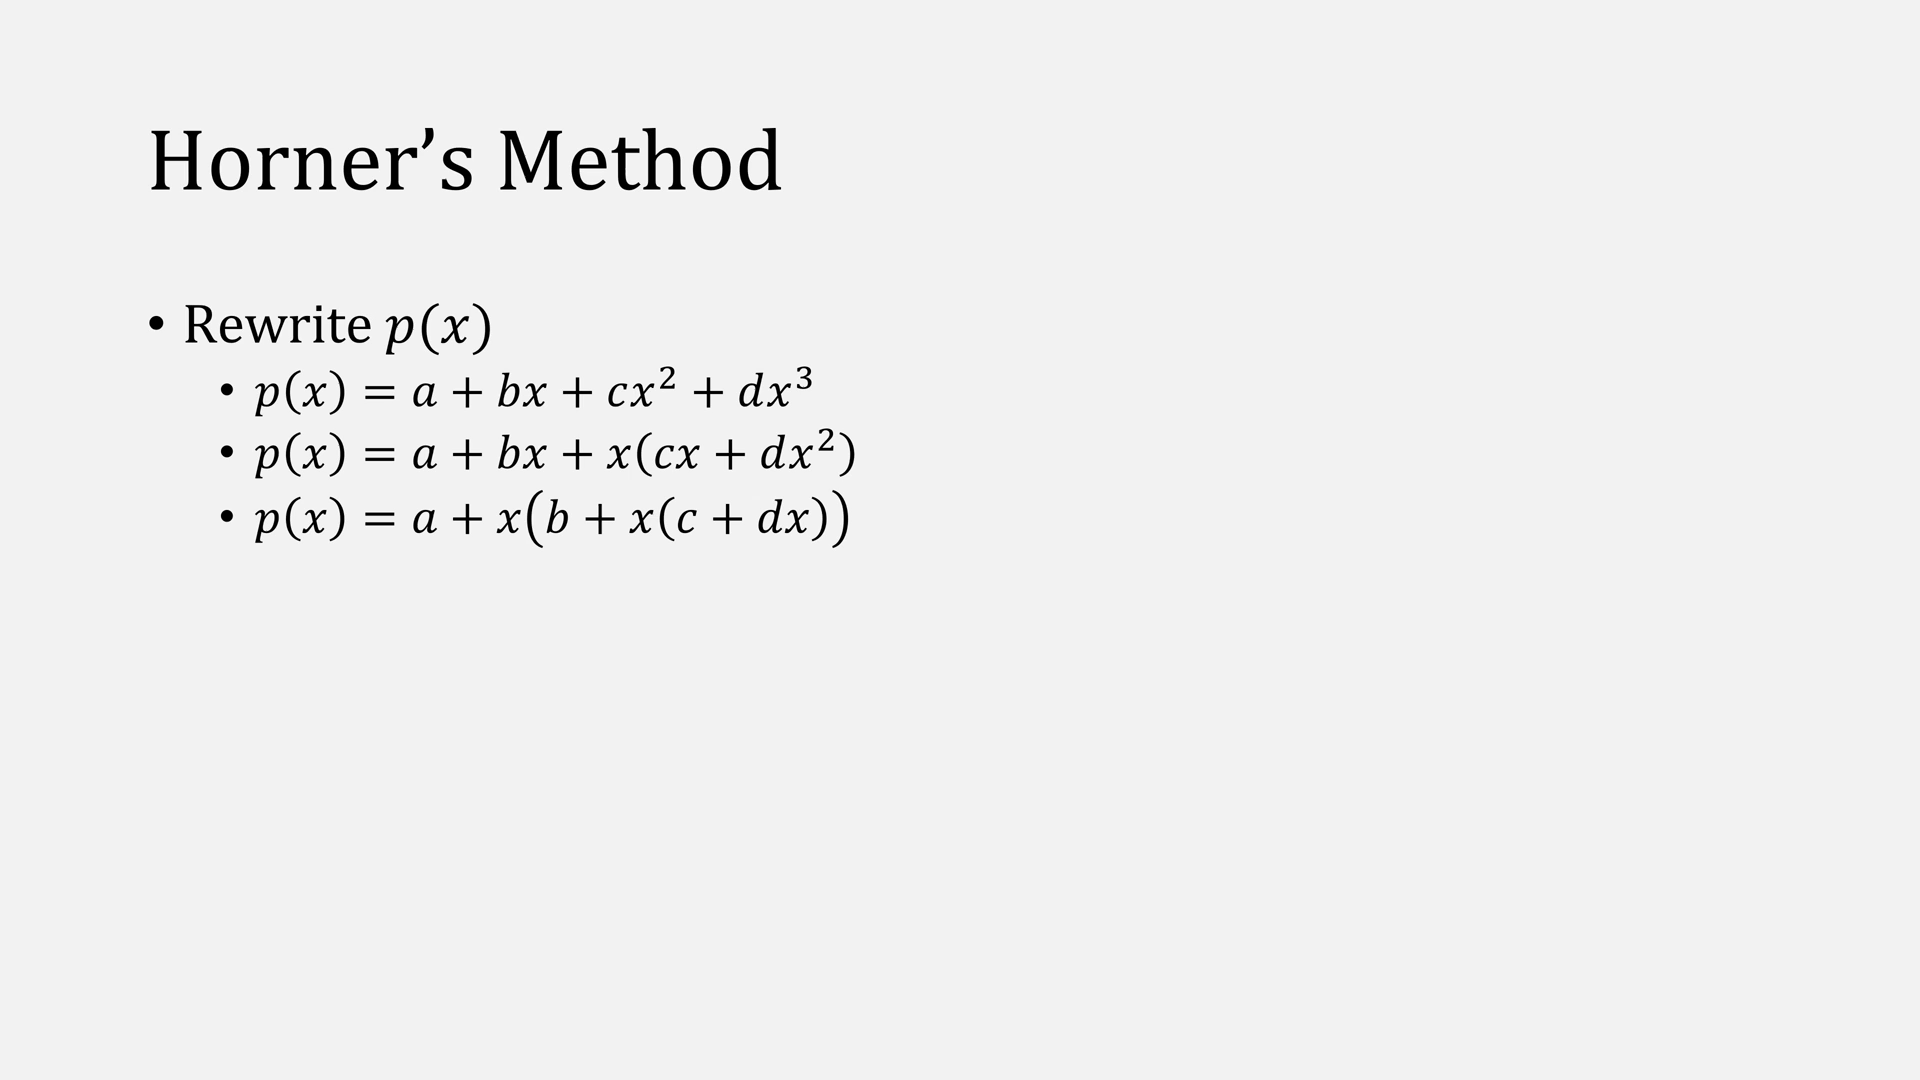 Horner’s Method
• Rewrite p(x)
• p(x) = a + bx + cx² + dx³
• p(x) = a + bx + x(cx + dx²)
• p(x) = a + x(b + x(c + dx))